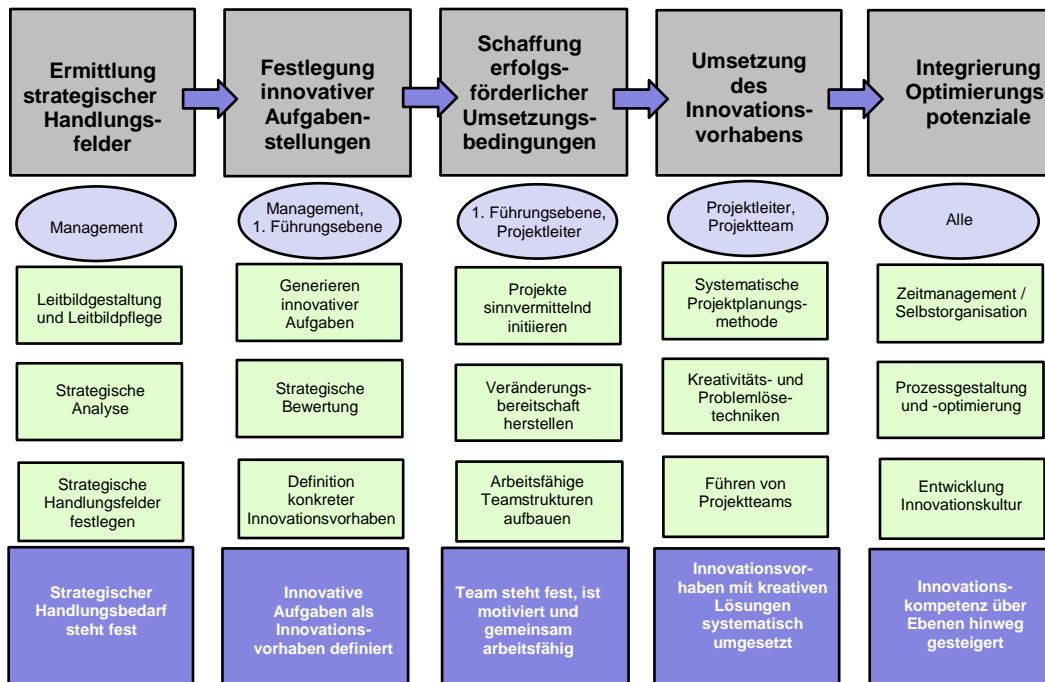 Ermittlung
strategischer
Handlungs-
felder
Festlegung
innovativer
Aufgaben-
stellungen
Schaffung
erfolgs-
förderlicher
Umsetzungs-
bedingungen
Umsetzung
des
Innovations-
vorhabens
Integrierung
Optimierungs
potenziale
Management
Management,
1. Führungsebene
1. Führungsebene,
Projektleiter
Projektleiter,
Projektteam
Alle
Leitbildgestaltung
und Leitbildpflege
Generieren
innovativer
Aufgaben
Projekte
sinnvermittelnd
initiieren
Systematische
Projektplanungs-
methode
Zeitmanagement /
Selbstorganisation
Strategische
Analyse
Strategische
Bewertung
Veränderungs-
bereitschaft
herstellen
Kreativitäts- und
Problemlöse-
techniken
Prozessgestaltung
und -optimierung
Strategische
Handlungsfelder
festlegen
Definition
konkreter
Innovationsvorhaben
Arbeitsfähige
Teamstrukturen
aufbauen
Führen von
Projektteams
Entwicklung
Innovationskultur
Strategischer
Handlungsbedarf
steht fest
Innovative
Aufgaben als
Innovations-
vorhaben definiert
Team steht fest, ist
motiviert und
gemeinsam
arbeitsfähig
Innovationsvor-
haben mit kreativen
Lösungen
systematisch
umgesetzt
Innovations-
kompetenz über
Ebenen hinweg
gesteigert